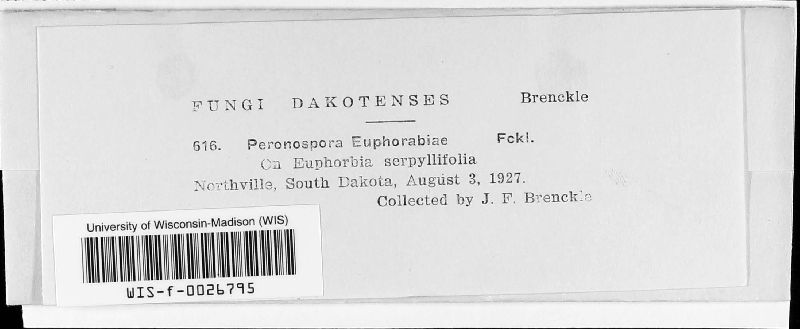 FUNGI DAKOTENSES Brenckle
616. Peronospora Euphorabiae Fckl.
On Euphorbia serpyllifolia
Northville, South Dakota, August 3, 1927.
Collected by J. F. Brenckle
University of Wisconsin-Madison (WIS)
WIS-f-0026795